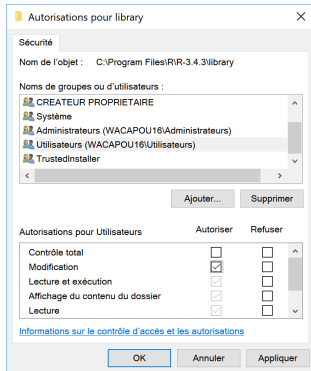 Autorisations pour library
Sécurité
Nom de l'objet : C:\Program Files\R\R-3.4.3\library
Noms de groupes ou d'utilisateurs :
CREATEUR PROPRIETAIRE
Système
Administrateurs (WACAPOU16\Administrateurs)
Utilisateurs (WACAPOU16\Utilisateurs)
TrustedInstaller
Ajouter... Supprimer
Autorisations pour Utilisateurs Autoriser Refuser
Contrôle total
Modification
Lecture et exécution
Affichage du contenu du dossier
Lecture
Informations sur le contrôle d'accès et les autorisations
OK Annuler Appliquer